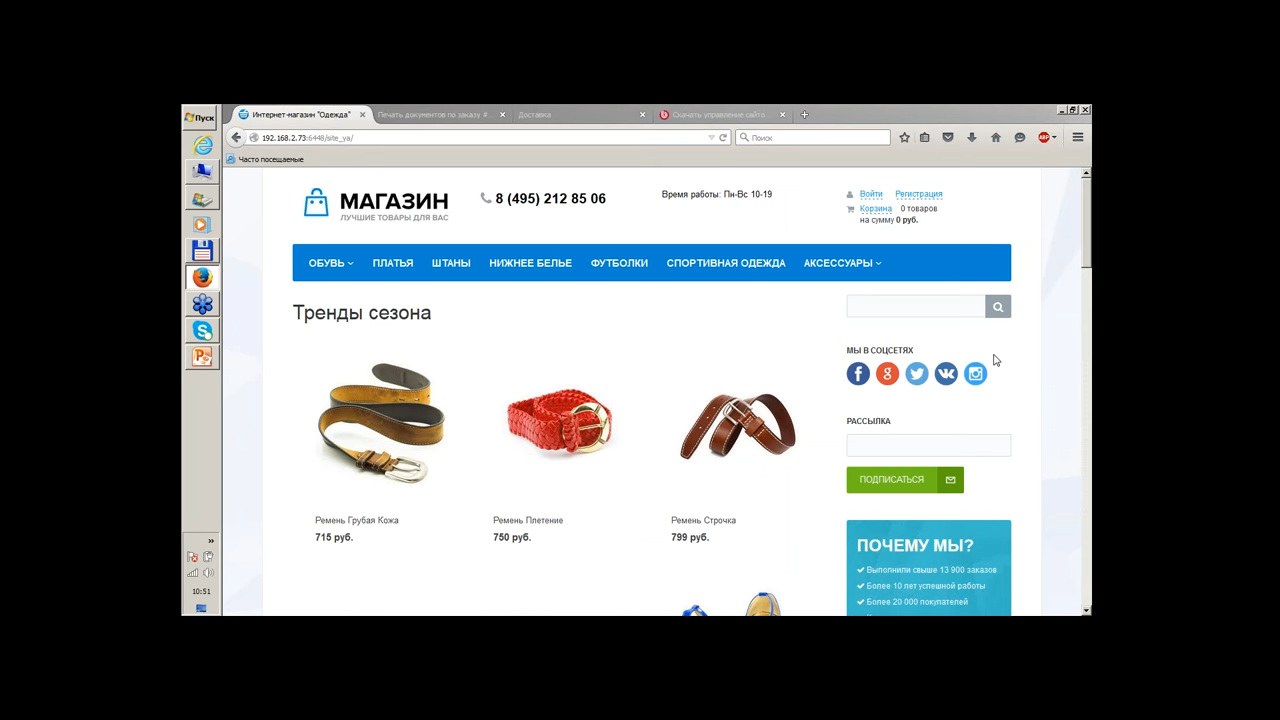 Пуск
Интернет-магазин "Одежда"
Печать документов по заказу #...
Доставка
Скачать управление сайто...
192.168.2.73:6448/site_ya/
Поиск
ABP
Часто посещаемые
МАГАЗИН
ЛУЧШИЕ ТОВАРЫ ДЛЯ ВАС
8 (495) 212 85 06
Время работы: Пн-Вс 10-19
Войти Регистрация
Корзина 0 товаров
на сумму 0 руб.
ОБУВЬ ПЛАТЬЯ ШТАНЫ НИЖНЕЕ БЕЛЬЕ ФУТБОЛКИ СПОРТИВНАЯ ОДЕЖДА АКСЕССУАРЫ
Тренды сезона
МЫ В СОЦСЕТЯХ
РАССЫЛКА
ПОДПИСАТЬСЯ
Ремень Грубая Кожа
715 руб.
Ремень Плетение
750 руб.
Ремень Строчка
799 руб.
ПОЧЕМУ МЫ?
Выполнили свыше 13 900 заказов
Более 10 лет успешной работы
Более 20 000 покупателей
10:51